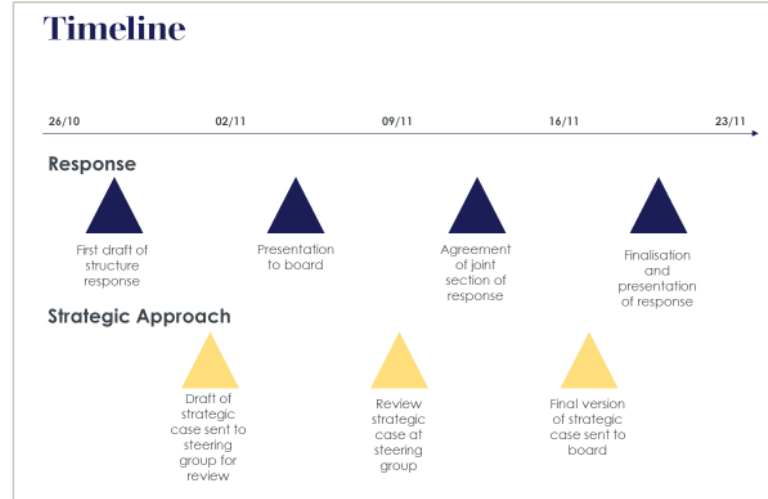 Timeline
26/10 02/11 09/11 16/11 23/11
Response
First draft of
structure
response
Presentation
to board
Agreement
of joint
section of
response
Finalisation
and
presentation
of response
Strategic Approach
Draft of
strategic
case sent to
steering
group for
review
Review
strategic
case at
steering
group
Final version
of strategic
case sent to
board